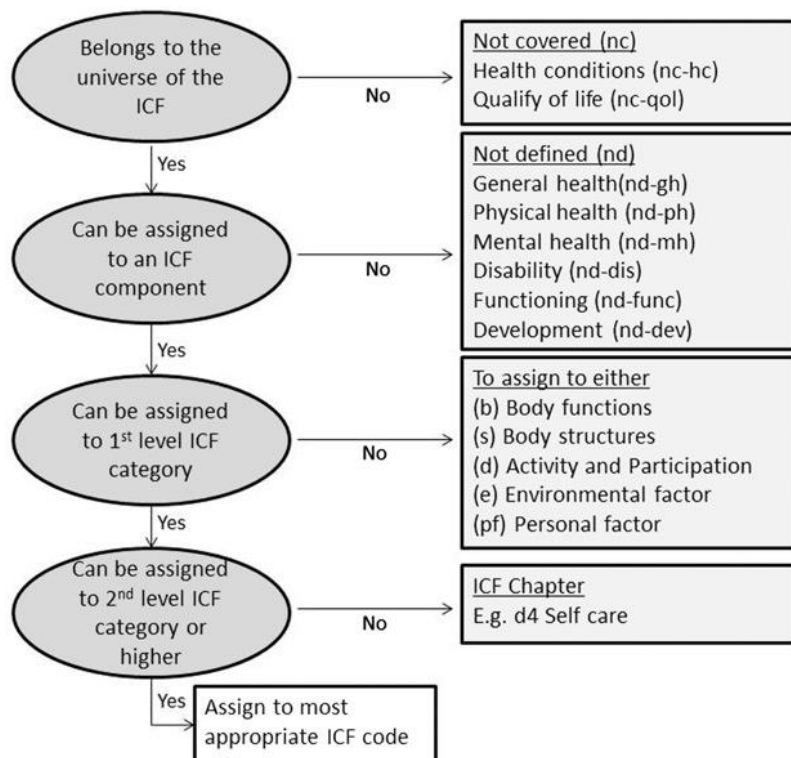 Belongs to the
universe of the
ICF
No
Not covered (nc)
Health conditions (nc-hc)
Qualify of life (nc-qol)
Yes
Can be assigned
to an ICF
component
No
Not defined (nd)
General health(nd-gh)
Physical health (nd-ph)
Mental health (nd-mh)
Disability (nd-dis)
Functioning (nd-func)
Development (nd-dev)
Yes
Can be assigned
to 1st level ICF
category
No
To assign to either
(b) Body functions
(s) Body structures
(d) Activity and Participation
(e) Environmental factor
(pf) Personal factor
Yes
Can be assigned
to 2nd level ICF
category or
higher
No
ICF Chapter
E.g. d4 Self care
Yes
Assign to most
appropriate ICF code